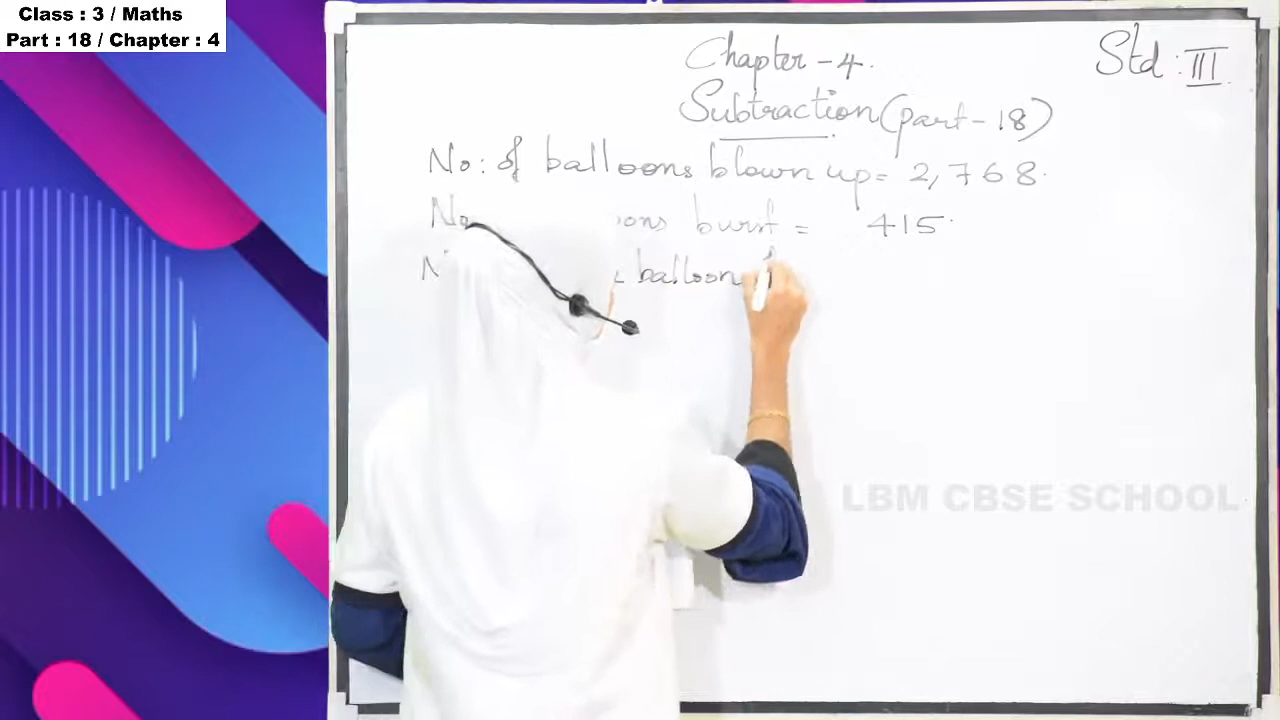 Class : 3 / Maths
Part : 18 / Chapter : 4
Chapter - 4.
Std : III
Subtraction (part - 18)
No: of balloons blown up = 2,768.
No ons burst = 415.
balloon
LBM CBSE SCHOOL